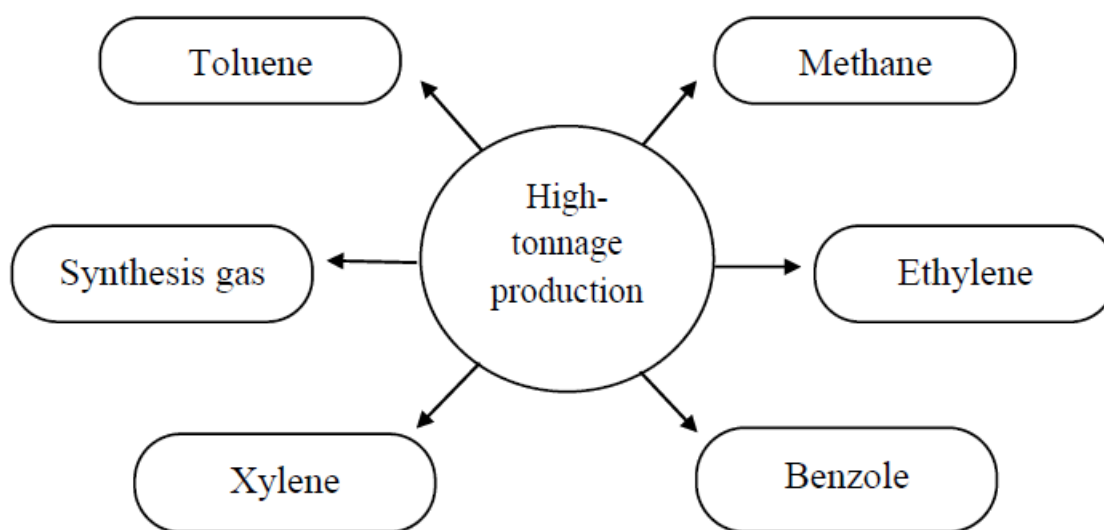 Toluene
Methane
High-
tonnage
production
Synthesis gas
Ethylene
Xylene
Benzole